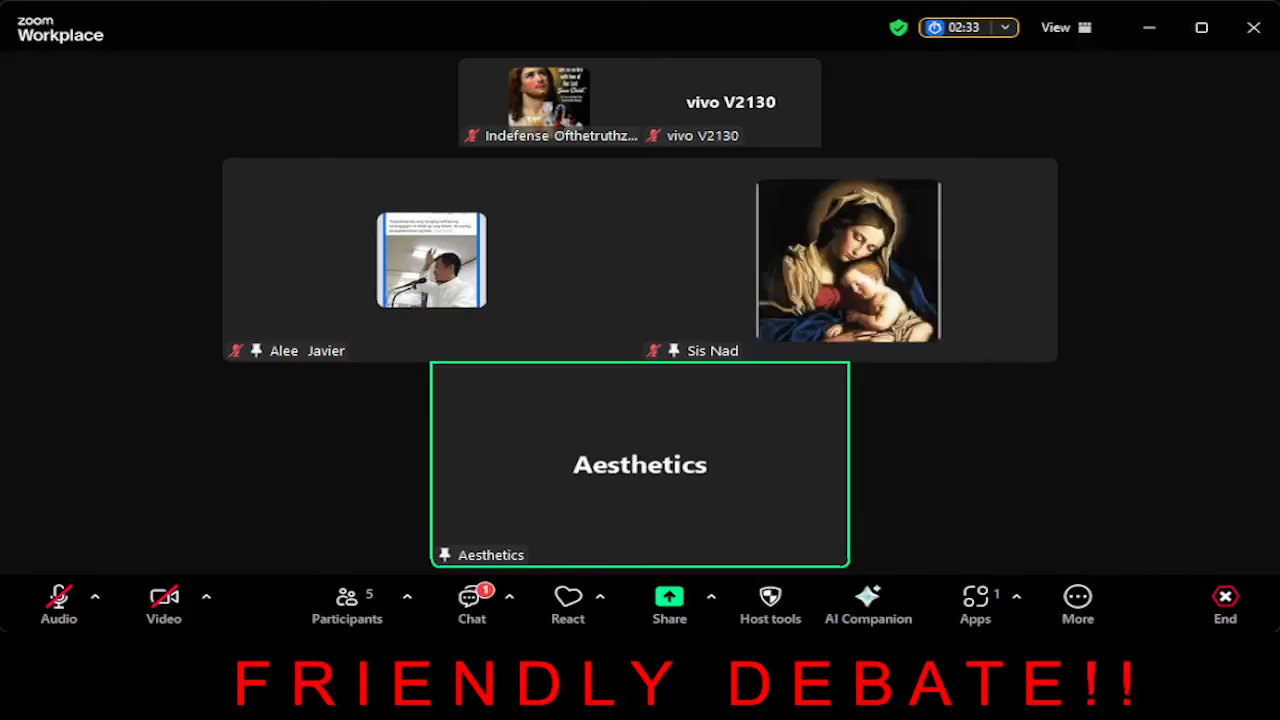 zoom
Workplace
02:33
View
vivo V2130
Indefense Ofthetruthz...
vivo V2130
Alee Javier
Sis Nad
Aesthetics
Aesthetics
5
1
1
Audio
Video
Participants
Chat
React
Share
Host tools
AI Companion
Apps
More
End
FRIENDLY DEBATE!!